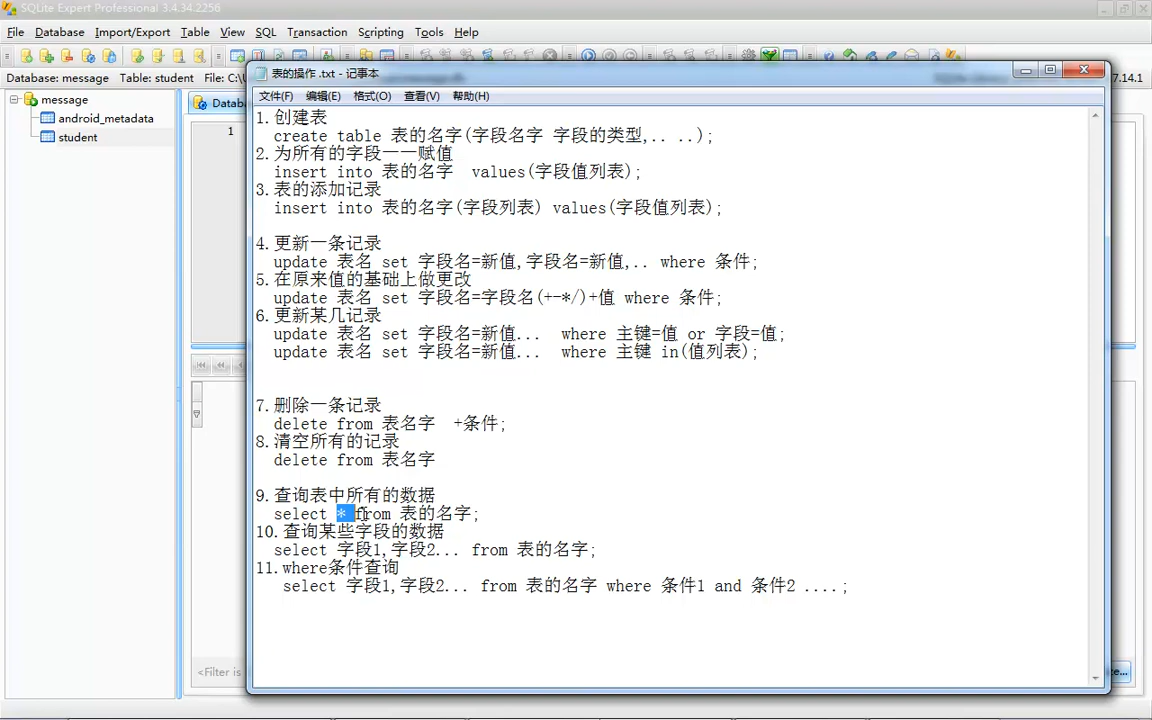 SQLite Expert Professional 3.4.34.2256
File Database Import/Export Table View SQL Transaction Scripting Tools Help
Database: message Table: student File: C:\
7.14.1
message
android_metadata
student
Databa
1
<Filter is
表的操作 .txt - 记事本
文件(F) 编辑(E) 格式(O) 查看(V) 帮助(H)
1.创建表
create table 表的名字(字段名字 字段的类型,.. ..);
2.为所有的字段一一赋值
insert into 表的名字 values(字段值列表);
3.表的添加记录
insert into 表的名字(字段列表) values(字段值列表);
4.更新一条记录
update 表名 set 字段名=新值,字段名=新值,.. where 条件;
5.在原来值的基础上做更改
update 表名 set 字段名=字段名(+-*/)+值 where 条件;
6.更新某几记录
update 表名 set 字段名=新值... where 主键=值 or 字段=值;
update 表名 set 字段名=新值... where 主键 in(值列表);
7.删除一条记录
delete from 表名字 +条件;
8.清空所有的记录
delete from 表名字
9.查询表中所有的数据
select * from 表的名字;
10.查询某些字段的数据
select 字段1,字段2... from 表的名字;
11.where条件查询
select 字段1,字段2... from 表的名字 where 条件1 and 条件2 ....;